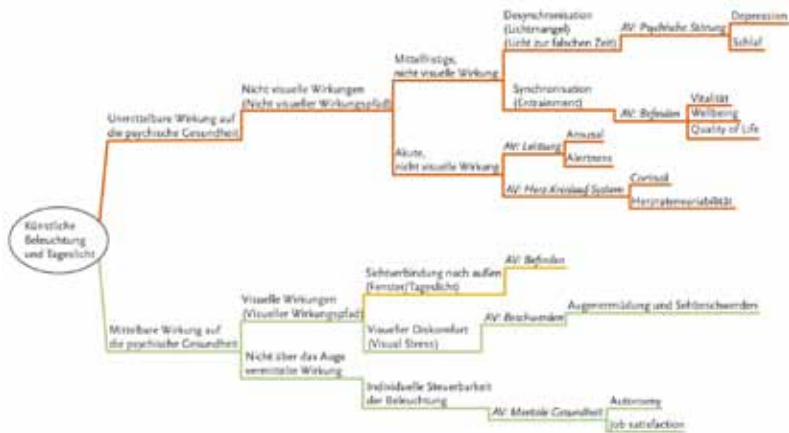 Künstliche
Beleuchtung
und Tageslicht
Unmittelbare Wirkung auf
die psychische Gesundheit
Nicht visuelle Wirkungen
(Nicht visueller Wirkungspfad)
Mittelfristige,
nicht visuelle Wirkung
Desynchronisation
(Lichtmangel)
(Licht zur falschen Zeit)
AV: Psychische Störung
Depression
Schlaf
Synchronisation
(Entrainment)
AV: Befinden
Vitalität
Wellbeing
Quality of Life
Akute,
nicht visuelle Wirkung
AV: Leistung
Arousal
Alertness
AV: Herz-Kreislauf-System
Cortisol
Herzratenvariabilität
Mittelbare Wirkung auf
die psychische Gesundheit
Visuelle Wirkungen
(Visueller Wirkungspfad)
Sichtverbindung nach außen
(Fenster/Tageslicht)
AV: Befinden
Visueller Diskomfort
(Visual Stress)
AV: Beschwerden
Augenermüdung und Sehbeschwerden
Nicht über das Auge
vermittelte Wirkung
Individuelle Steuerbarkeit
der Beleuchtung
AV: Mentale Gesundheit
Autonomy
Job satisfaction